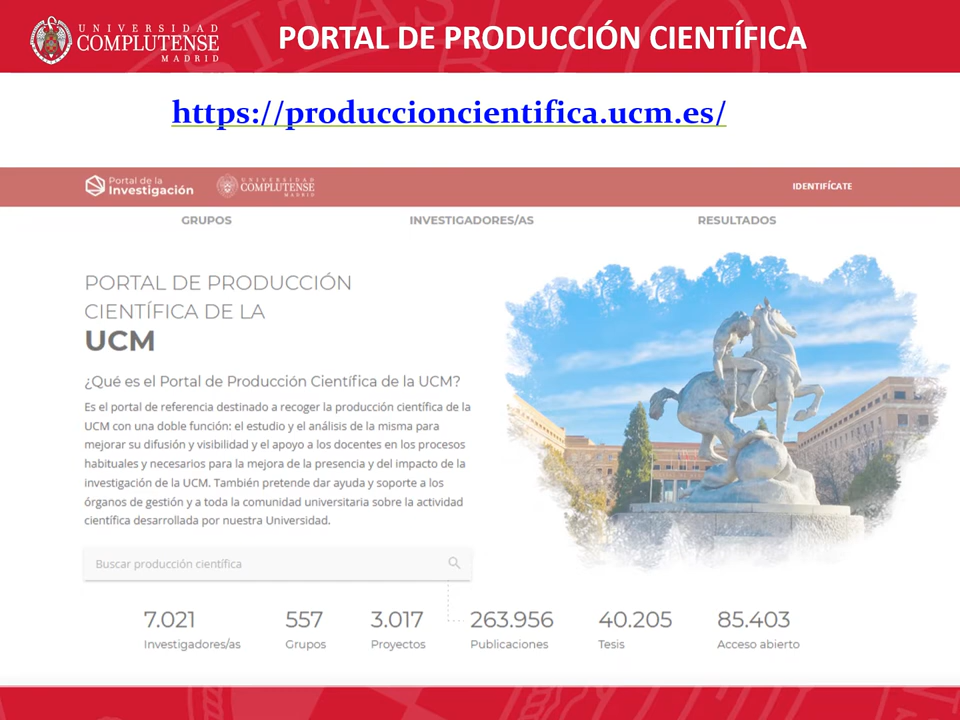 UNIVERSIDAD
COMPLUTENSE
MADRID
PORTAL DE PRODUCCIÓN CIENTÍFICA
https://produccioncientifica.ucm.es/
Portal de la
Investigación
UNIVERSIDAD
COMPLUTENSE
MADRID
IDENTIFÍCATE
GRUPOS
INVESTIGADORES/AS
RESULTADOS
PORTAL DE PRODUCCIÓN
CIENTÍFICA DE LA
UCM
¿Qué es el Portal de Producción Científica de la UCM?
Es el portal de referencia destinado a recoger la producción científica de la
UCM con una doble función: el estudio y el análisis de la misma para
mejorar su difusión y visibilidad y el apoyo a los docentes en los procesos
habituales y necesarios para la mejora de la presencia y del impacto de la
investigación de la UCM. También pretende dar ayuda y soporte a los
órganos de gestión y a toda la comunidad universitaria sobre la actividad
científica desarrollada por nuestra Universidad.
Buscar producción científica
7.021 557 3.017 263.956 40.205 85.403
Investigadores/as Grupos Proyectos Publicaciones Tesis Acceso abierto